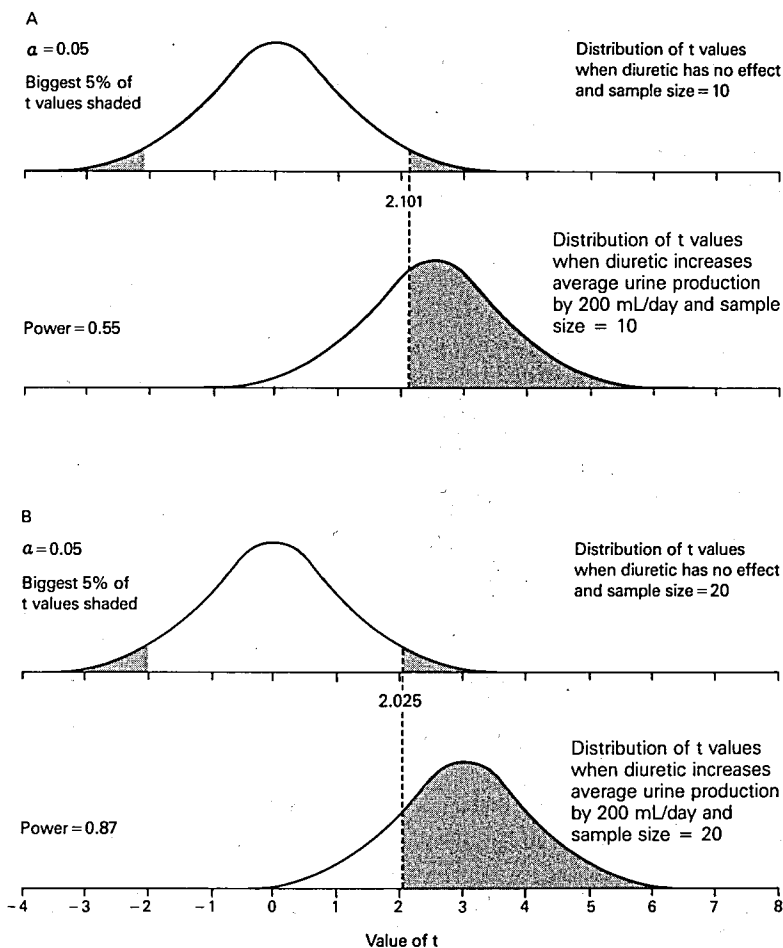 A
α = 0.05
Biggest 5% of
t values shaded
Distribution of t values
when diuretic has no effect
and sample size = 10
2.101
Distribution of t values
when diuretic increases
average urine production
by 200 mL/day and sample
size = 10
Power = 0.55
B
α = 0.05
Biggest 5% of
t values shaded
Distribution of t values
when diuretic has no effect
and sample size = 20
2.025
Distribution of t values
when diuretic increases
average urine production
by 200 mL/day and
sample size = 20
Power = 0.87
-4 -3 -2 -1 0 1 2 3 4 5 6 7 8
Value of t